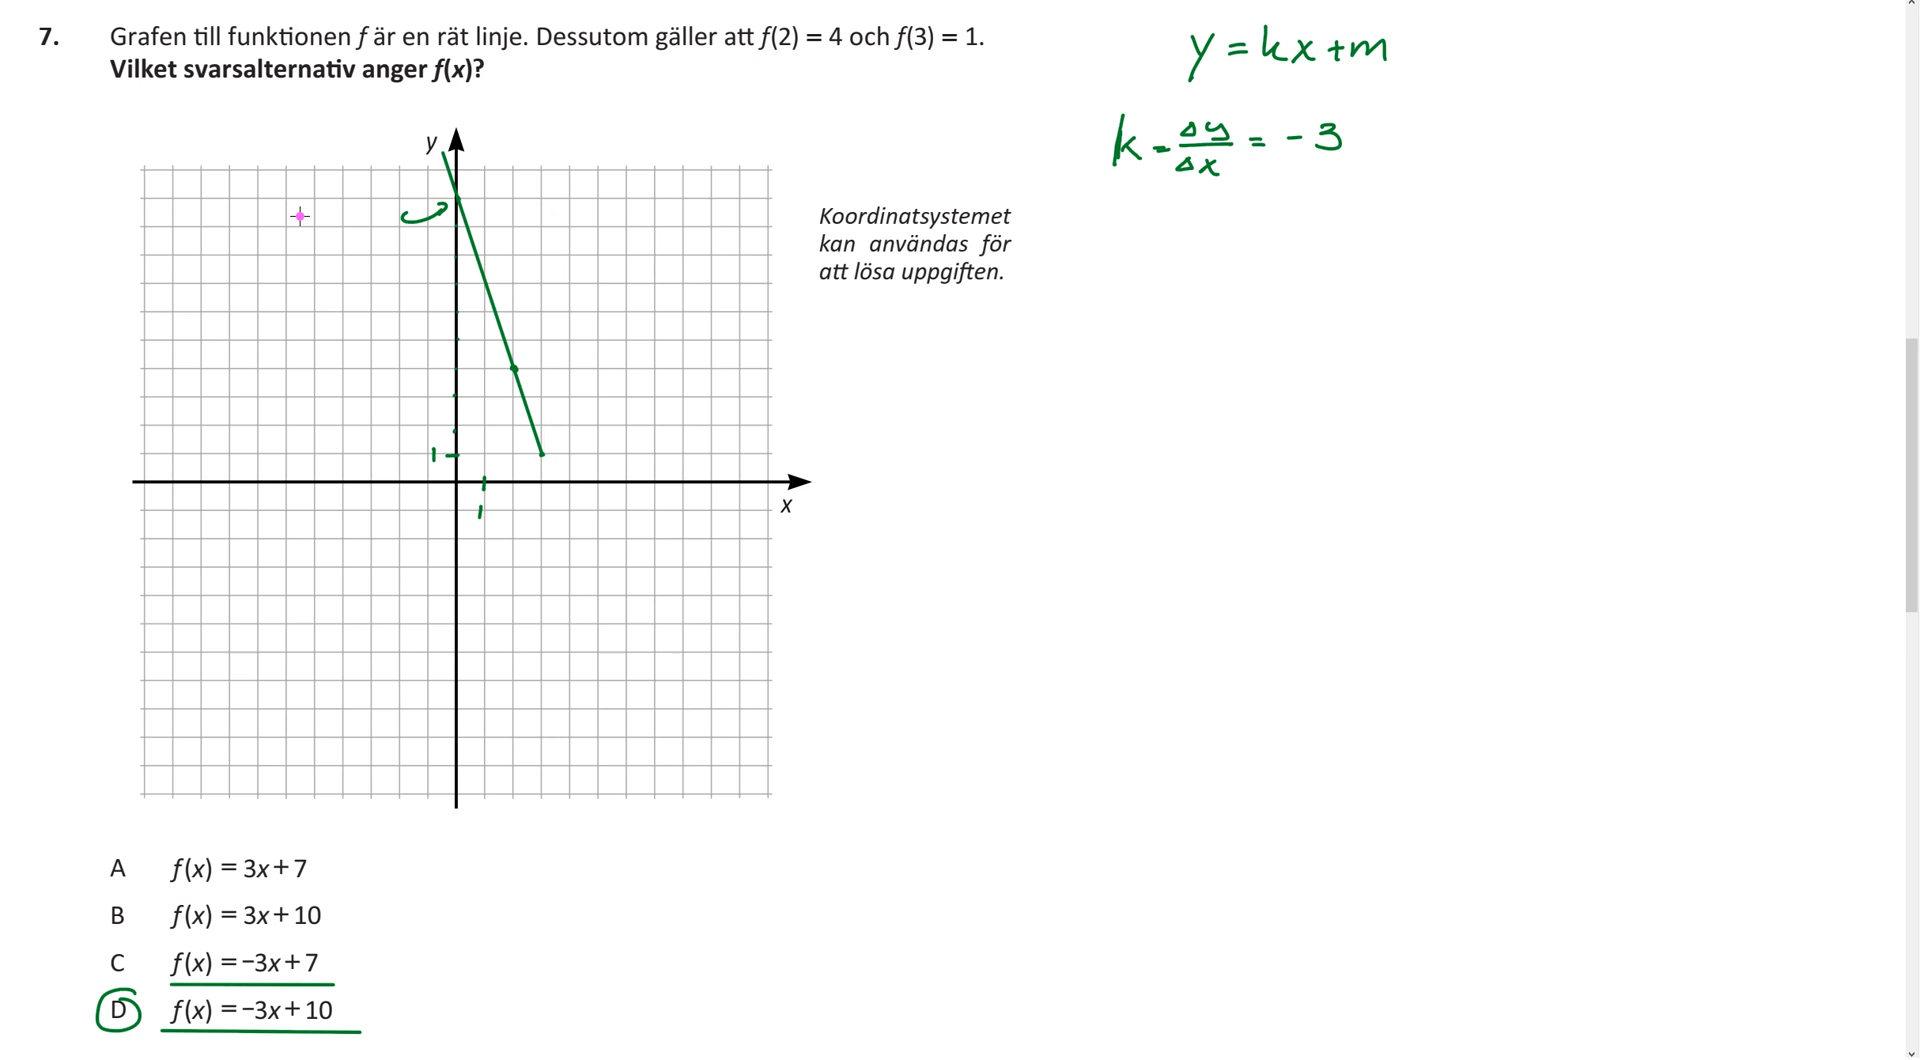 7. Grafen till funktionen f är en rät linje. Dessutom gäller att f(2) = 4 och f(3) = 1.
Vilket svarsalternativ anger f(x)?
y = kx + m
k = Δy/Δx = -3
y
Koordinatsystemet
kan användas för
att lösa uppgiften.
1
x
1
A f(x) = 3x + 7
B f(x) = 3x + 10
C f(x) = −3x + 7
D f(x) = −3x + 10